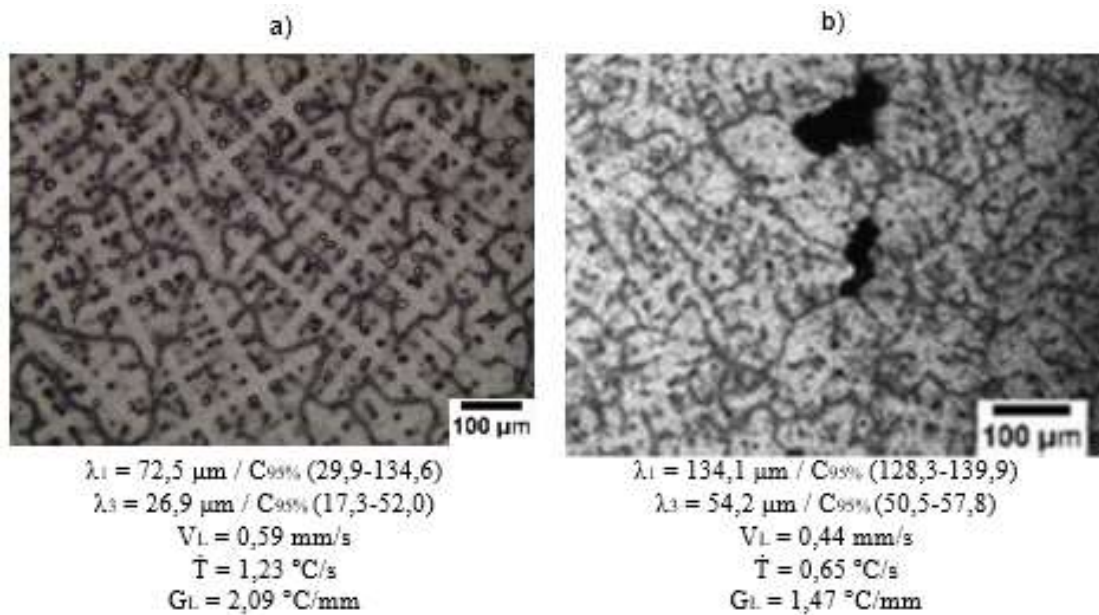 a)
b)
100 µm
100 µm
λ1 = 72,5 µm / C95% (29,9-134,6)
λ3 = 26,9 µm / C95% (17,3-52,0)
VL = 0,59 mm/s
Ṫ = 1,23 °C/s
GL = 2,09 °C/mm
λ1 = 134,1 µm / C95% (128,3-139,9)
λ3 = 54,2 µm / C95% (50,5-57,8)
VL = 0,44 mm/s
Ṫ = 0,65 °C/s
GL = 1,47 °C/mm